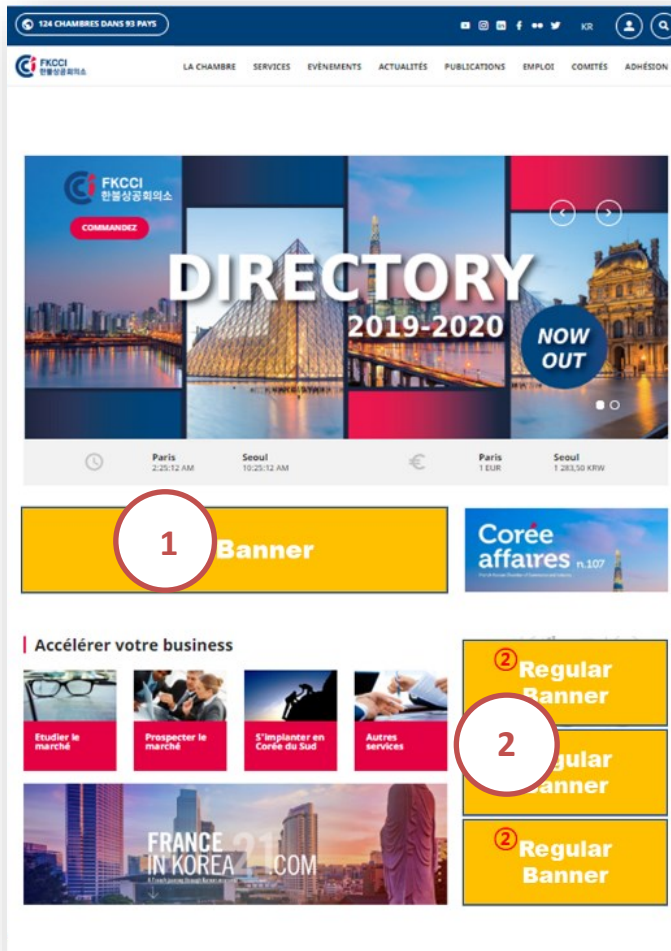 124 CHAMBRES DANS 93 PAYS
KR
FKCCI
한불상공회의소
LA CHAMBRE SERVICES EVÈNEMENTS ACTUALITÉS PUBLICATIONS EMPLOI COMITÉS ADHÉSION
FKCCI
한불상공회의소
COMMANDEZ
DIRECTORY
2019-2020
NOW
OUT
Paris Seoul Paris Seoul
2:25:12 AM 10:25:12 AM 1 EUR 1 283,50 KRW
1
Banner
Corée
affaires n.107
Accélérer votre business
② Regular
Banner
Etudier le
marché
Prospecter le
marché
S'implanter en
Corée du Sud
Autres
services
2
Banner
FRANCE
IN KOREA 21 .COM
② Regular
Banner